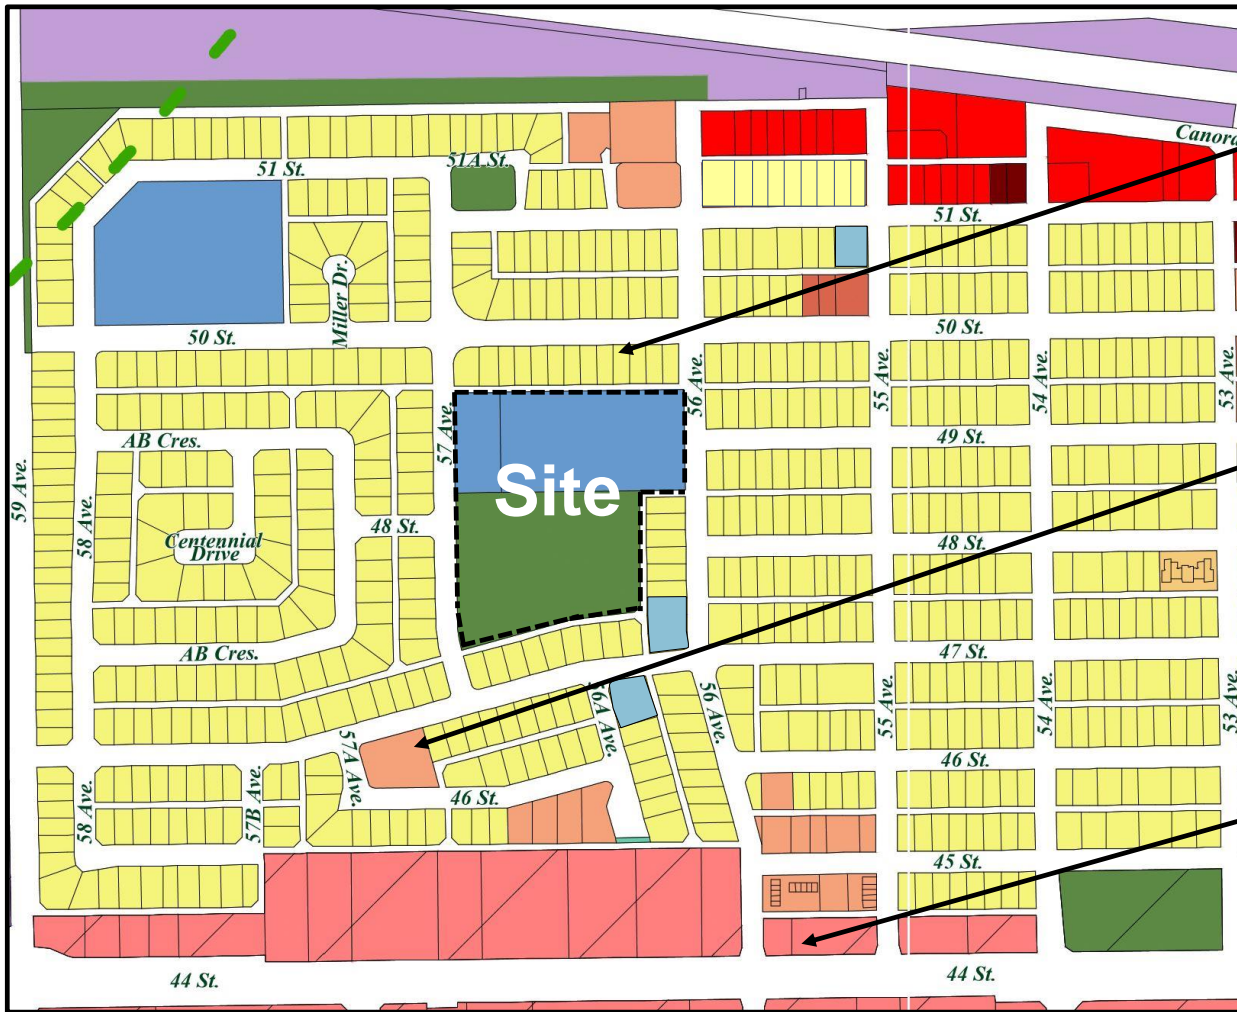 Canora
51A St.
51 St.
51 St.
Miller Dr.
50 St.
50 St.
56 Ave.
55 Ave.
54 Ave.
53 Ave.
57 Ave.
AB Cres.
49 St.
59 Ave.
58 Ave.
Site
48 St.
Centennial
Drive
48 St.
AB Cres.
47 St.
56A Ave.
56 Ave.
55 Ave.
54 Ave.
53 Ave.
57A Ave.
46 St.
58 Ave.
57B Ave.
46 St.
45 St.
44 St.
44 St.